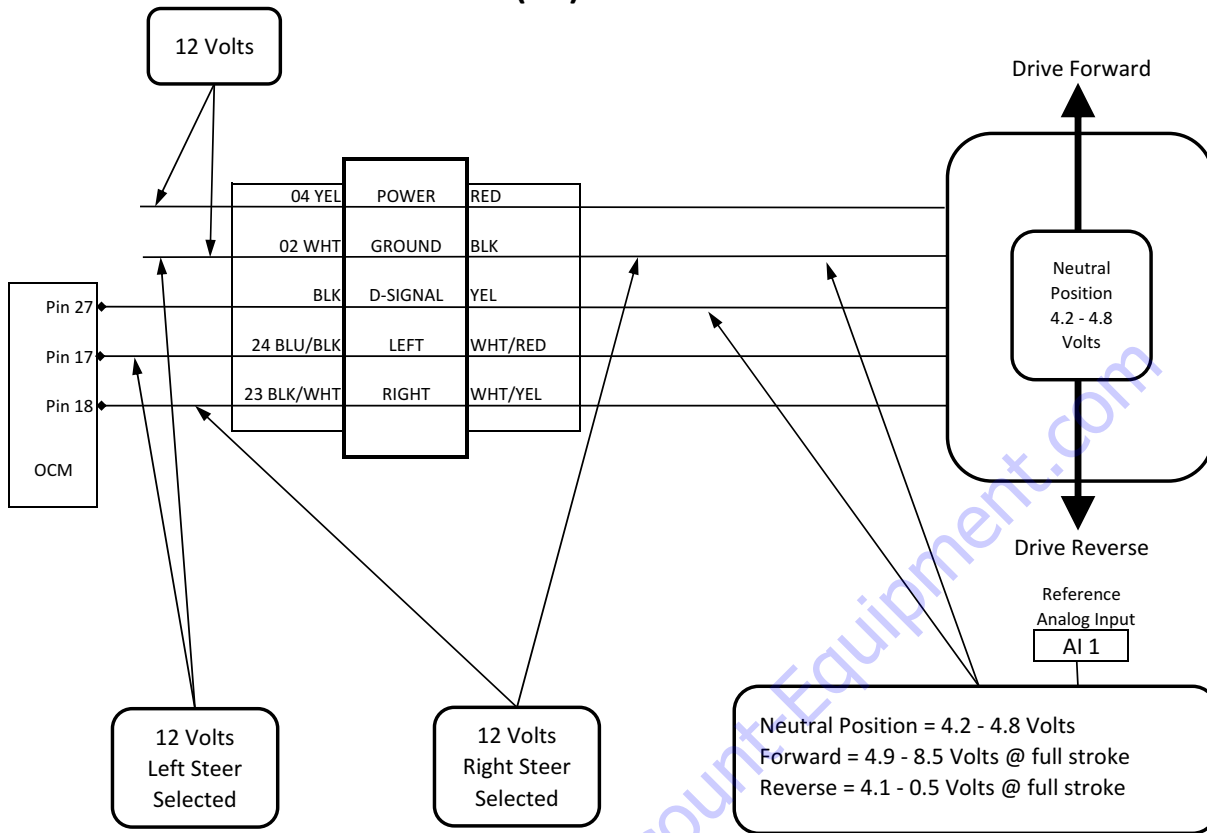 12 Volts
Drive Forward
04 YEL POWER RED
02 WHT GROUND BLK
BLK D-SIGNAL YEL
24 BLU/BLK LEFT WHT/RED
23 BLK/WHT RIGHT WHT/YEL
Pin 27
Pin 17
Pin 18
OCM
Neutral
Position
4.2 - 4.8
Volts
Drive Reverse
Reference
Analog Input
AI 1
12 Volts
Left Steer
Selected
12 Volts
Right Steer
Selected
Neutral Position = 4.2 - 4.8 Volts
Forward = 4.9 - 8.5 Volts @ full stroke
Reverse = 4.1 - 0.5 Volts @ full stroke
ount-Equipment.com